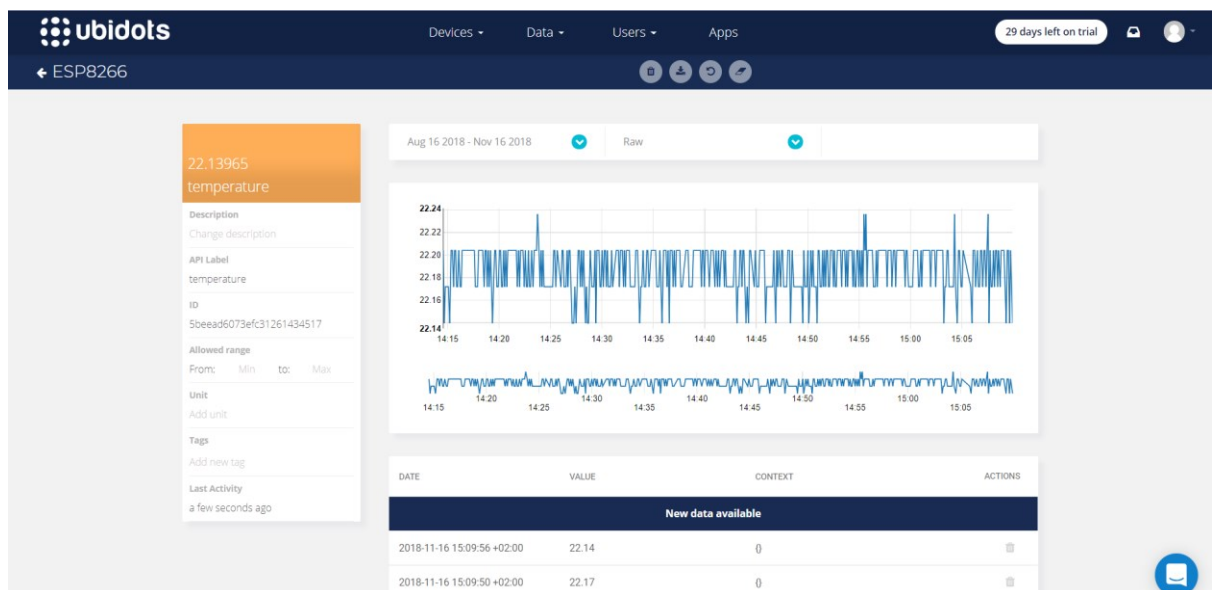 ubidots
Devices
Data
Users
Apps
29 days left on trial
ESP8266
22.13965
temperature
Description
Change description
API Label
temperature
ID
5beead6073efc31261434517
Allowed range
From: Min to: Max
Unit
Add unit
Tags
Add new tag
Last Activity
a few seconds ago
Aug 16 2018 - Nov 16 2018
Raw
22.24
22.22
22.20
22.18
22.16
22.14
14:15 14:20 14:25 14:30 14:35 14:40 14:45 14:50 14:55 15:00 15:05
14:15 14:20 14:25 14:30 14:35 14:40 14:45 14:50 14:55 15:00 15:05
DATE VALUE CONTEXT ACTIONS
New data available
2018-11-16 15:09:56 +02:00 22.14 {}
2018-11-16 15:09:50 +02:00 22.17 {}